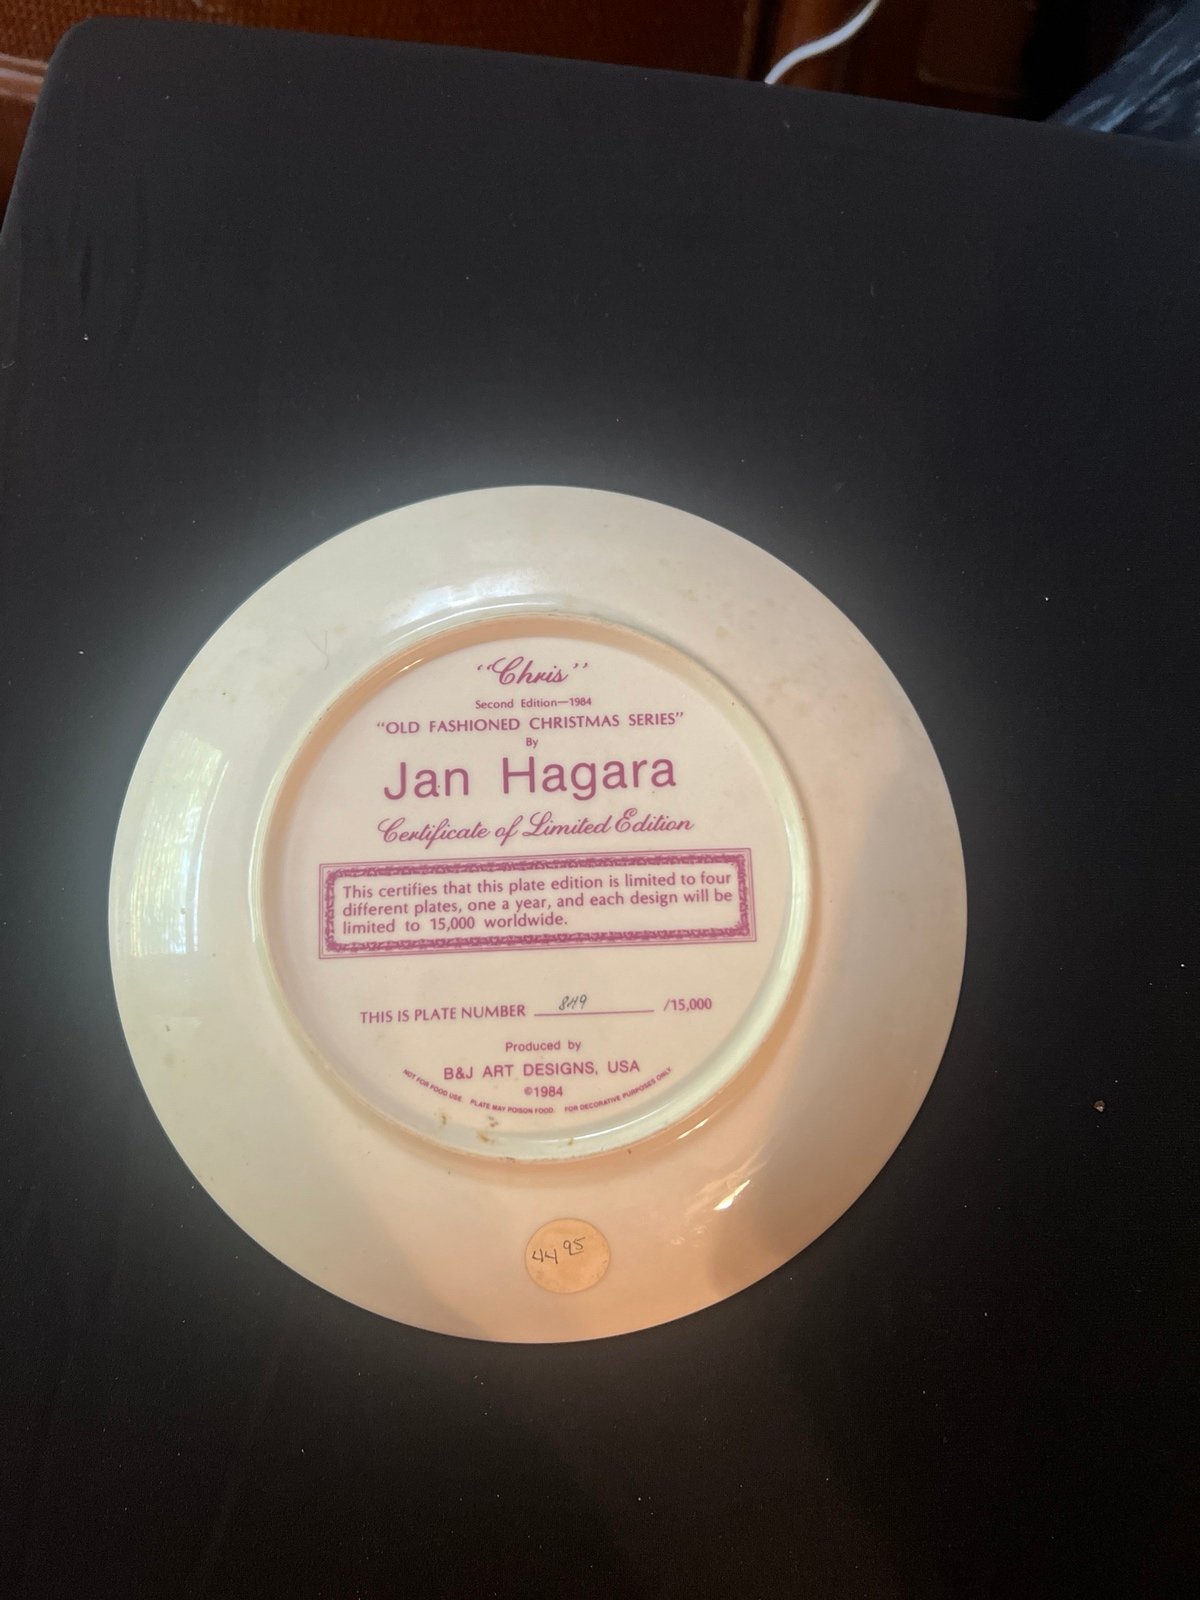 “Chris”
Second Edition—1984
“OLD FASHIONED CHRISTMAS SERIES”
By
Jan Hagara
Certificate of Limited Edition
This certifies that this plate edition is limited to four
different plates, one a year, and each design will be
limited to 15,000 worldwide.
THIS IS PLATE NUMBER 849 /15,000
Produced by
B&J ART DESIGNS, USA
©1984
NOT FOR FOOD USE. PLATE MAY POISON FOOD. FOR DECORATIVE PURPOSES ONLY.
44 95